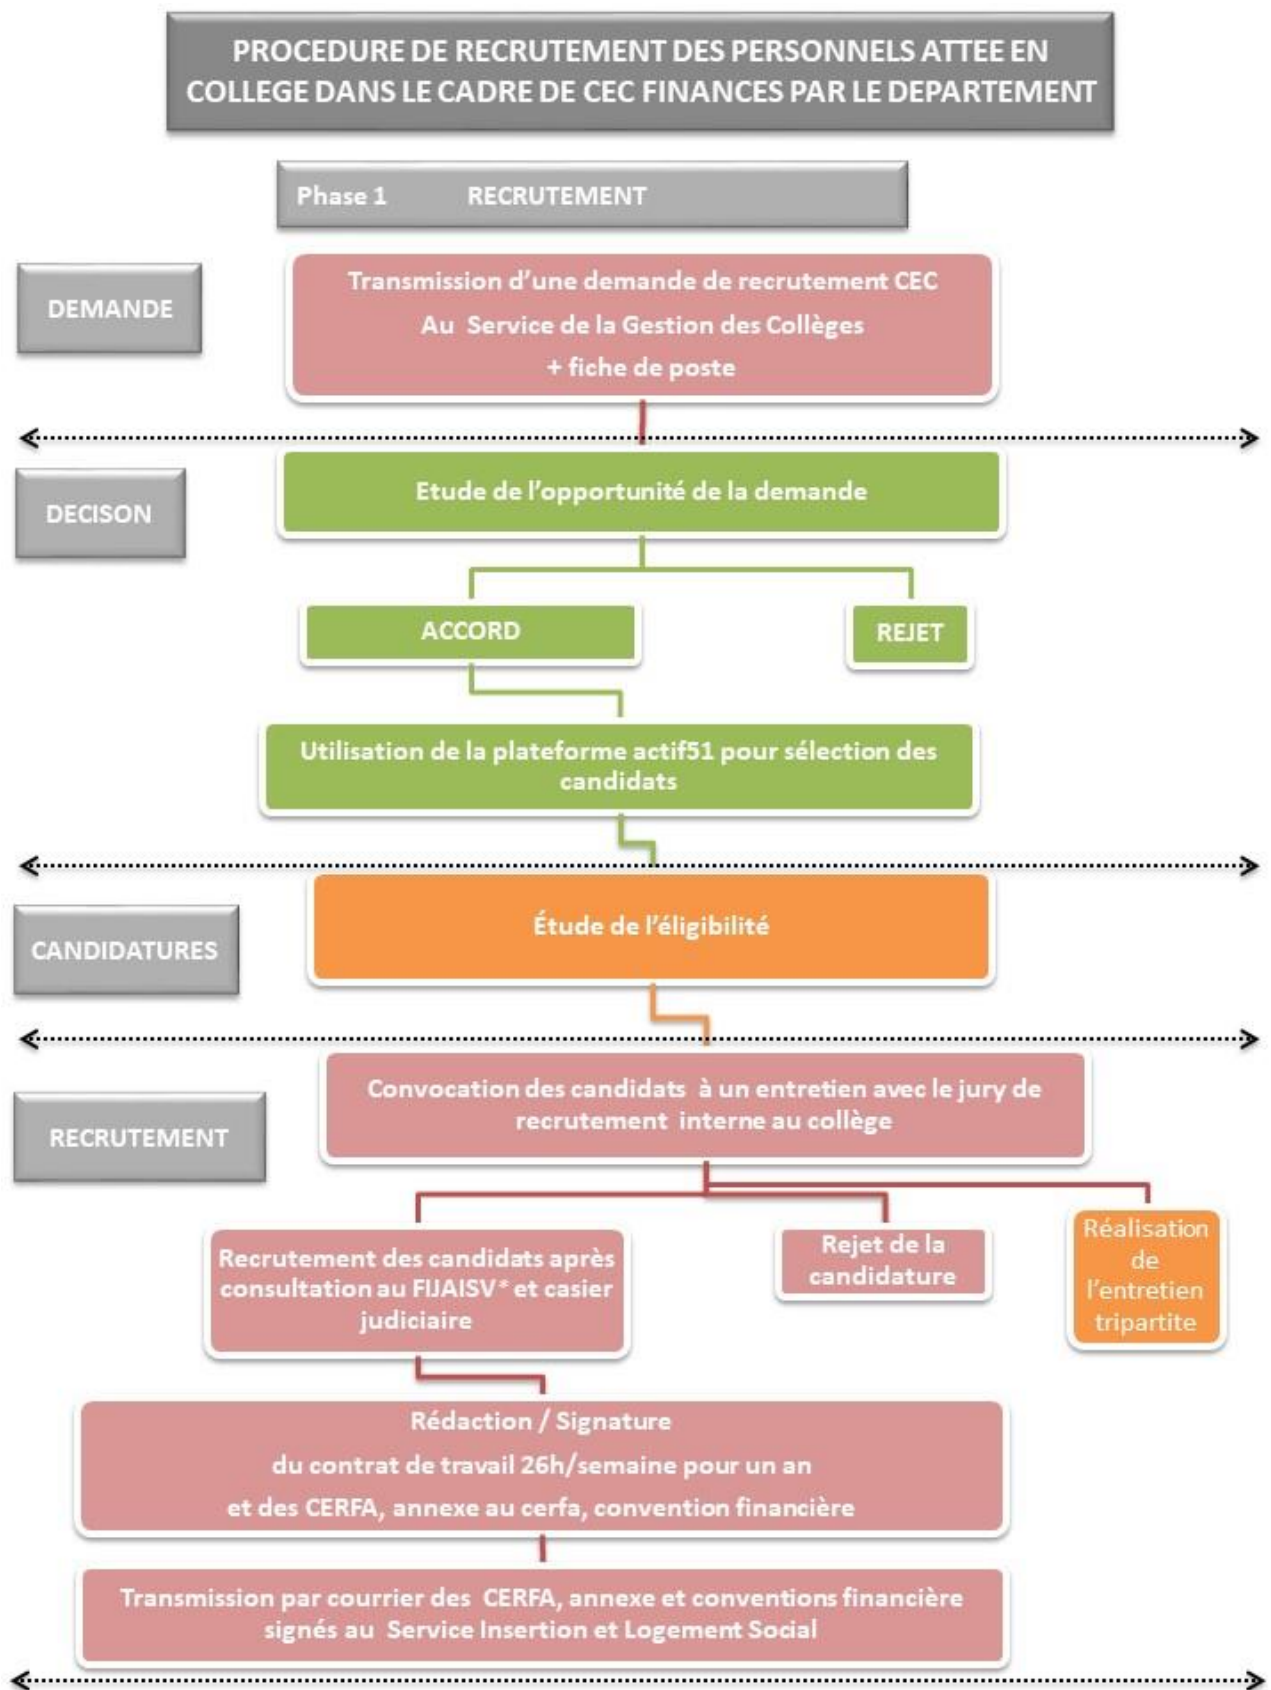 PROCEDURE DE RECRUTEMENT DES PERSONNELS ATTEE EN
COLLEGE DANS LE CADRE DE CEC FINANCES PAR LE DEPARTEMENT
Phase 1 RECRUTEMENT
DEMANDE
Transmission d'une demande de recrutement CEC
Au Service de la Gestion des Collèges
+ fiche de poste
DECISON
Etude de l'opportunité de la demande
ACCORD
REJET
Utilisation de la plateforme actif51 pour sélection des
candidats
CANDIDATURES
Étude de l'éligibilité
RECRUTEMENT
Convocation des candidats à un entretien avec le jury de
recrutement interne au collège
Recrutement des candidats après
consultation au FIJAISV* et casier
judiciaire
Rejet de la
candidature
Réalisation
de
l'entretien
tripartite
Rédaction / Signature
du contrat de travail 26h/semaine pour un an
et des CERFA, annexe au cerfa, convention financière
Transmission par courrier des CERFA, annexe et conventions financière
signés au Service Insertion et Logement Social